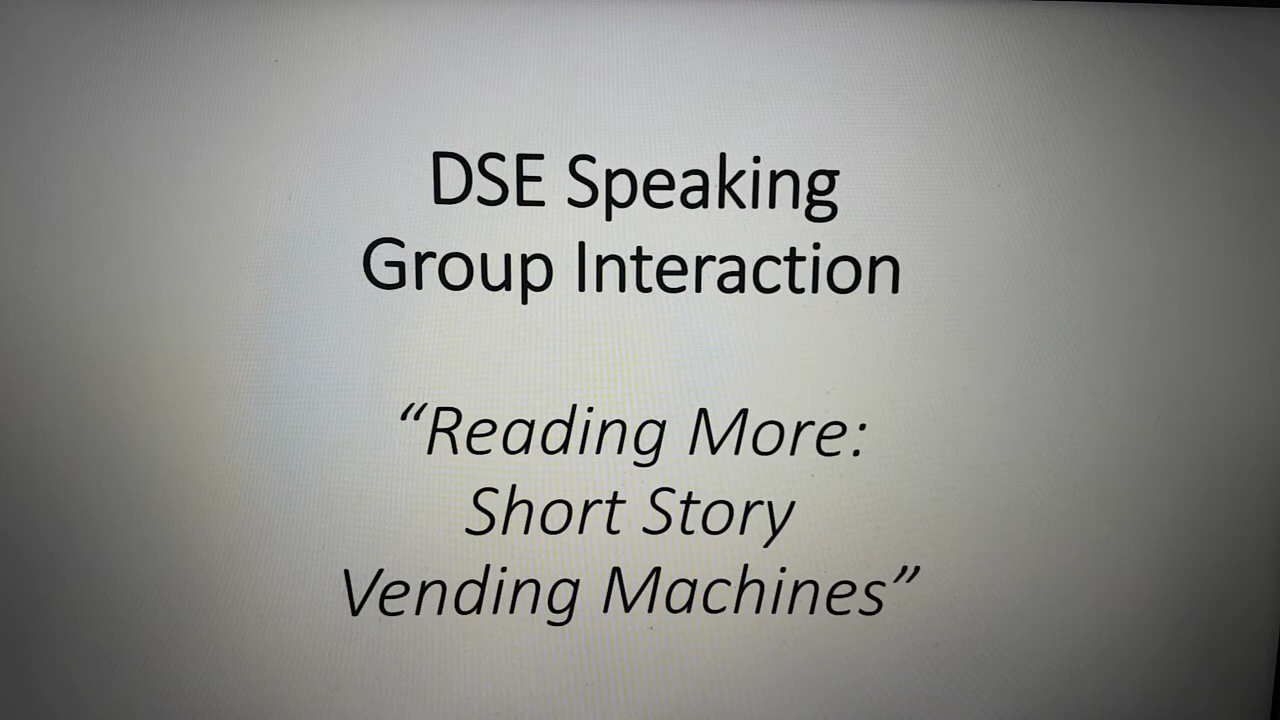 DSE Speaking
Group Interaction
“Reading More:
Short Story
Vending Machines”